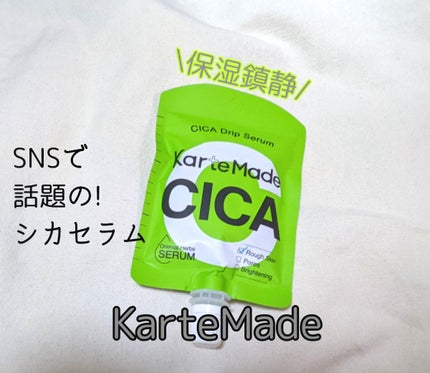 \保湿鎮静/
CICA Drip Serum
KarteMade
CICA
Oriental Herbs
SERUM
Rough Skin
Pores
Brightening
SNSで
話題の!
シカセラム
KarteMade